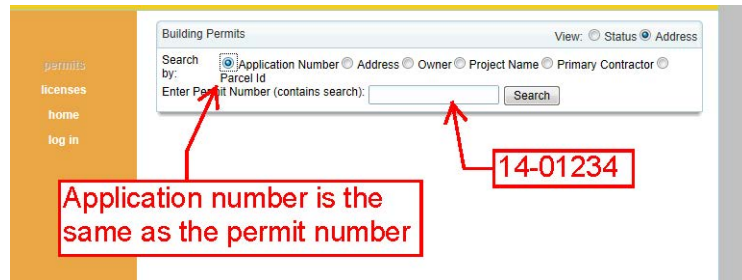 Building Permits
View: Status Address
permits
licenses
home
log in
Search by: Application Number Address Owner Project Name Primary Contractor
Parcel Id
Enter Permit Number (contains search): Search
14-01234
Application number is the
same as the permit number